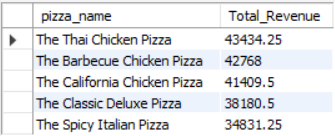 pizza_name Total_Revenue
The Thai Chicken Pizza 43434.25
The Barbecue Chicken Pizza 42768
The California Chicken Pizza 41409.5
The Classic Deluxe Pizza 38180.5
The Spicy Italian Pizza 34831.25